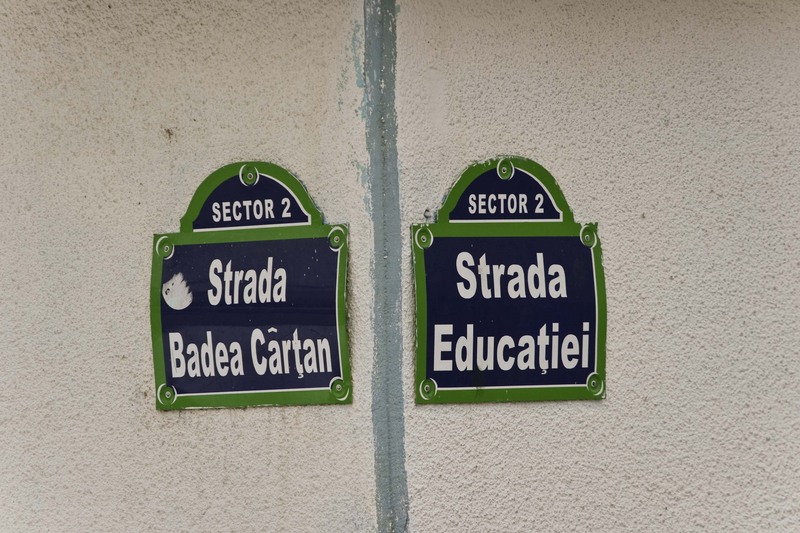 SECTOR 2
Strada
Badea Cârţan
SECTOR 2
Strada
Educaţiei